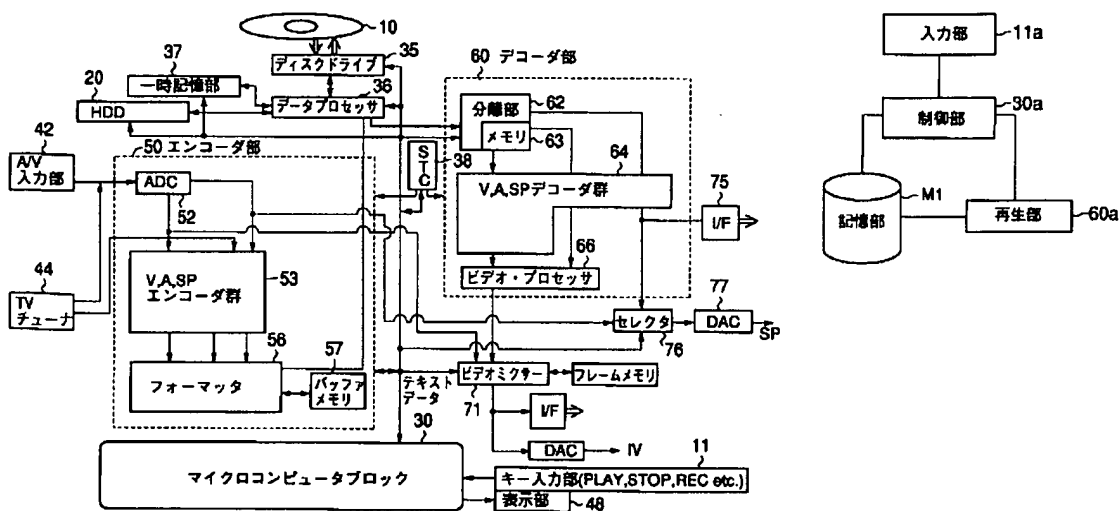 10
35
ディスクドライブ
37
一時記憶部
36
データプロセッサ
20
HDD
60 デコーダ部
分離部
62
メモリ
63
64
V,A,SPデコーダ群
66
ビデオ・プロセッサ
STC
38
42
A/V
入力部
50 エンコーダ部
ADC
52
44
TV
チューナ
V,A,SP
エンコーダ群
53
56
フォーマッタ
57
バッファ
メモリ
75
I/F
77
セレクタ
DAC
76
SP
テキスト
データ
ビデオミクサー
71
フレームメモリ
I/F
DAC
IV
30
マイクロコンピュータブロック
11
キー入力部(PLAY,STOP,REC etc.)
表示部
48
入力部
11a
制御部
30a
記憶部
M1
再生部
60a